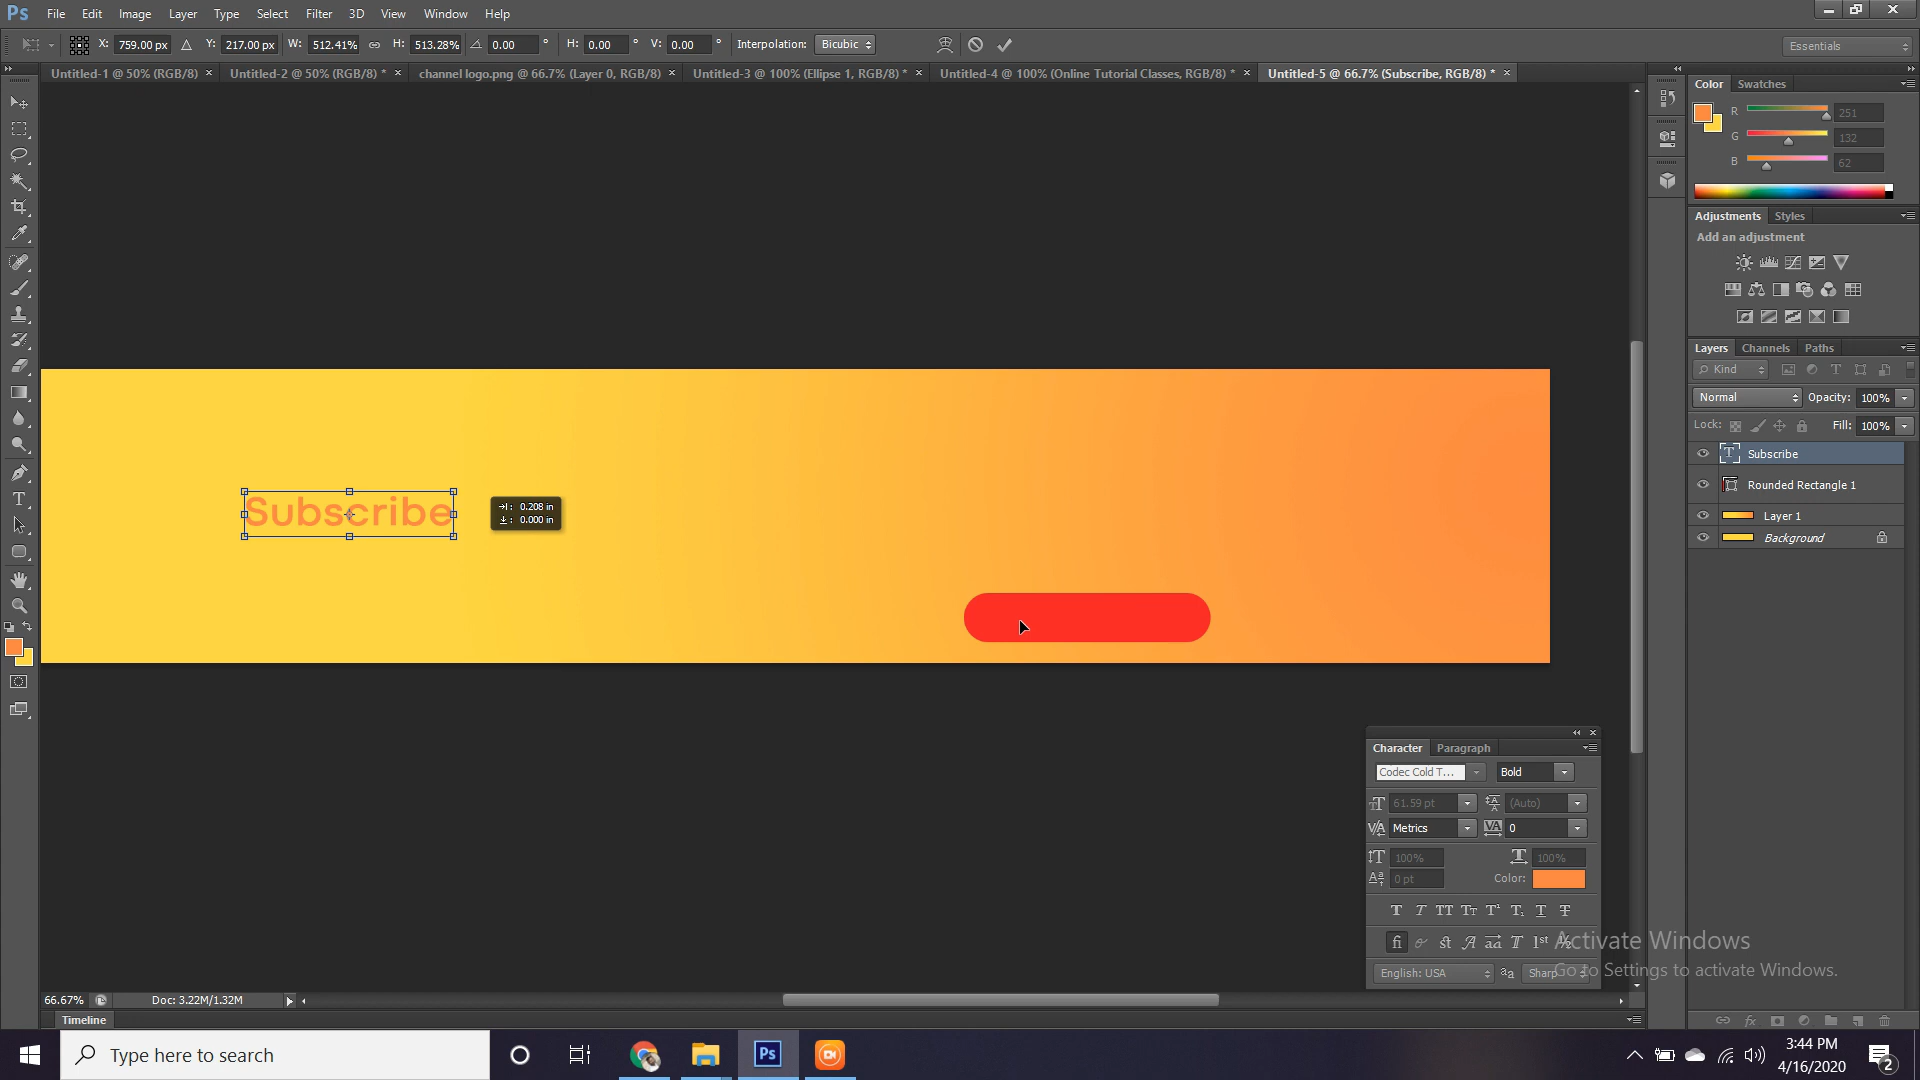 Ps File Edit Image Layer Type Select Filter 3D View Window Help
X: 759.00 px Y: 217.00 px W: 512.41% H: 513.28% 0.00 ° H: 0.00 ° V: 0.00 ° Interpolation: Bicubic Essentials
Untitled-1 @ 50% (RGB/8) × Untitled-2 @ 50% (RGB/8) * × channel logo.png @ 66.7% (Layer 0, RGB/8) × Untitled-3 @ 100% (Ellipse 1, RGB/8) * × Untitled-4 @ 100% (Online Tutorial Classes, RGB/8) * × Untitled-5 @ 66.7% (Subscribe, RGB/8) * ×
Color Swatches
R 251
G 132
B 62
Adjustments Styles
Add an adjustment
Layers Channels Paths
Kind
Normal Opacity: 100%
Lock: Fill: 100%
Subscribe
Rounded Rectangle 1
Layer 1
Background
Subscribe
0.208 in
0.000 in
Character Paragraph
Codec Cold T... Bold
61.59 pt (Auto)
Metrics 0
100% 100%
0 pt Color:
English: USA Sharp
Activate Windows
Go to Settings to activate Windows.
66.67% Doc: 3.22M/1.32M
Timeline
Type here to search
Ps
3:44 PM
4/16/2020
2